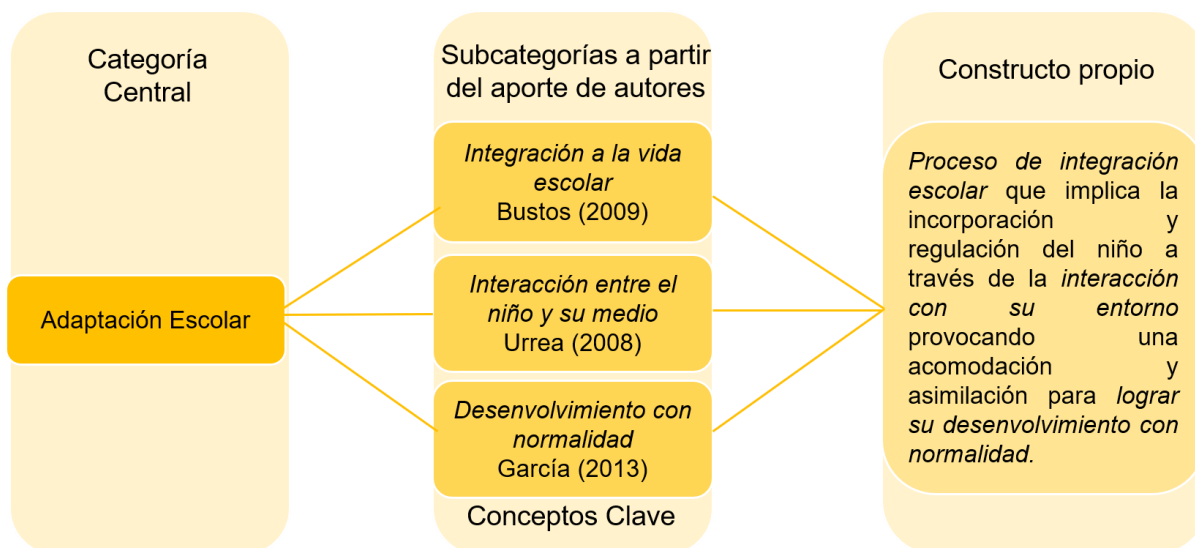 Categoría
Central
Adaptación Escolar
Subcategorías a partir
del aporte de autores
Integración a la vida
escolar
Bustos (2009)
Interacción entre el
niño y su medio
Urrea (2008)
Desenvolvimiento con
normalidad
García (2013)
Conceptos Clave
Constructo propio
Proceso de integración
escolar que implica la
incorporación y
regulación del niño a
través de la interacción
con su entorno
provocando una
acomodación y
asimilación para lograr
su desenvolvimiento con
normalidad.